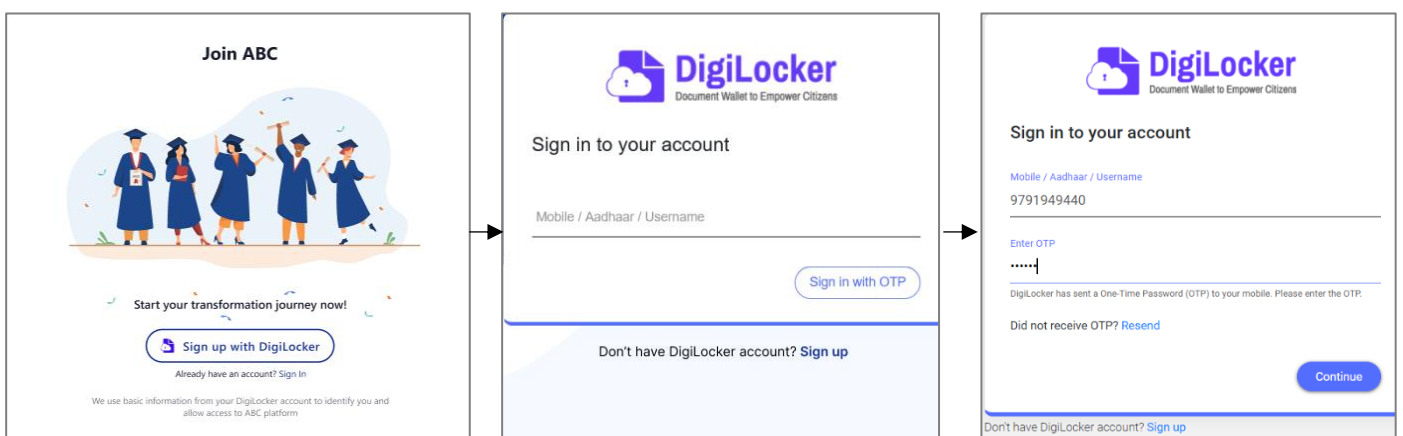 Join ABC
Start your transformation journey now!
Sign up with DigiLocker
Already have an account? Sign In
We use basic information from your DigiLocker account to identify you and
allow access to ABC platform
DigiLocker
Document Wallet to Empower Citizens
Sign in to your account
Mobile / Aadhaar / Username
Sign in with OTP
Don't have DigiLocker account? Sign up
DigiLocker
Document Wallet to Empower Citizens
Sign in to your account
Mobile / Aadhaar / Username
9791949440
Enter OTP
••••••
DigiLocker has sent a One-Time Password (OTP) to your mobile. Please enter the OTP.
Did not receive OTP? Resend
Continue
Don't have DigiLocker account? Sign up